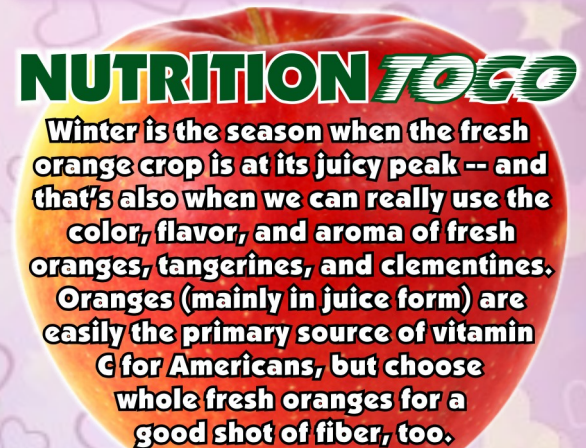 NUTRITION TO GO
Winter is the season when the fresh
orange crop is at its juicy peak -- and
that's also when we can really use the
color, flavor, and aroma of fresh
oranges, tangerines, and clementines.
Oranges (mainly in juice form) are
easily the primary source of vitamin
C for Americans, but choose
whole fresh oranges for a
good shot of fiber, too.